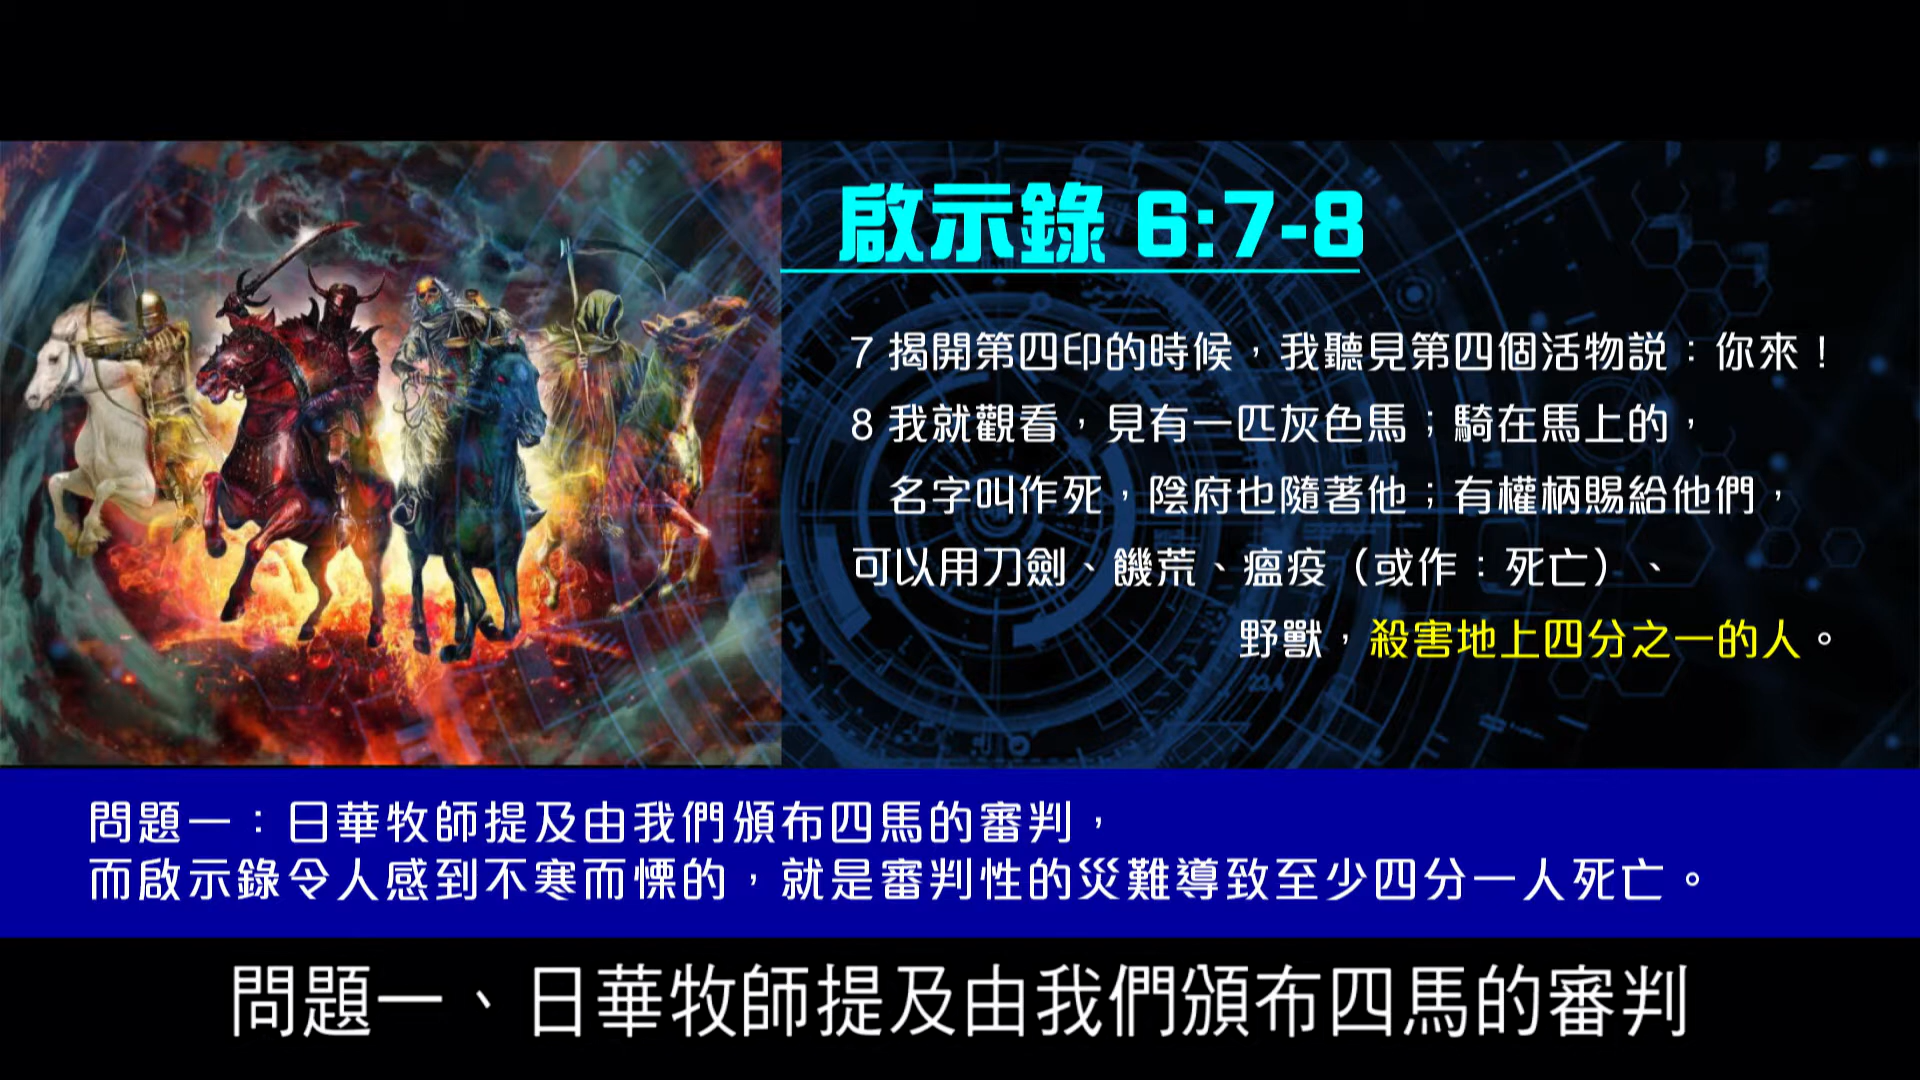 啟示錄 6:7-8
7 揭開第四印的時候，我聽見第四個活物説：你來！
8 我就觀看，見有一匹灰色馬；騎在馬上的，
名字叫作死，陰府也隨著他；有權柄賜給他們，
可以用刀劍、饑荒、瘟疫（或作：死亡）、
野獸，殺害地上四分之一的人。
234
問題一：日華牧師提及由我們頒布四馬的審判，
而啟示錄令人感到不寒而慄的，就是審判性的災難導致至少四分一人死亡。
問題一、日華牧師提及由我們頒布四馬的審判